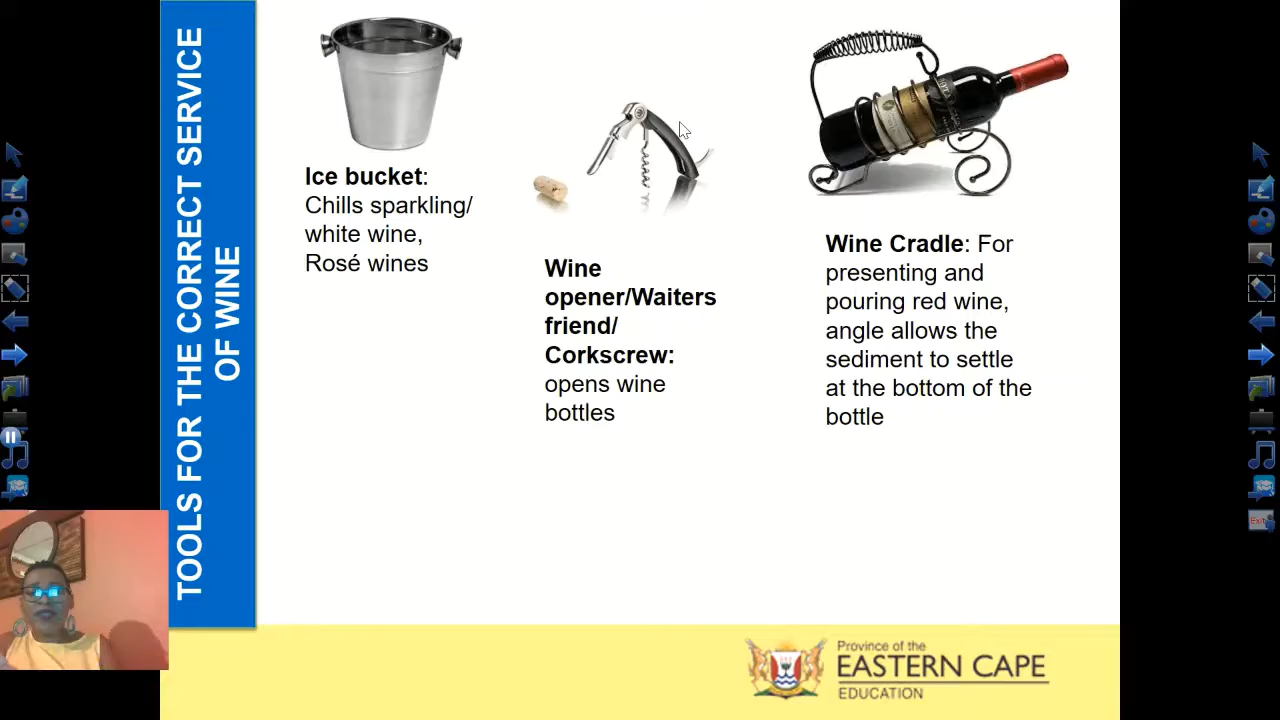 TOOLS FOR THE CORRECT SERVICE
OF WINE
Ice bucket:
Chills sparkling/
white wine,
Rosé wines
Wine
opener/Waiters
friend/
Corkscrew:
opens wine
bottles
Wine Cradle: For
presenting and
pouring red wine,
angle allows the
sediment to settle
at the bottom of the
bottle
Province of the
EASTERN CAPE
EDUCATION
Exit